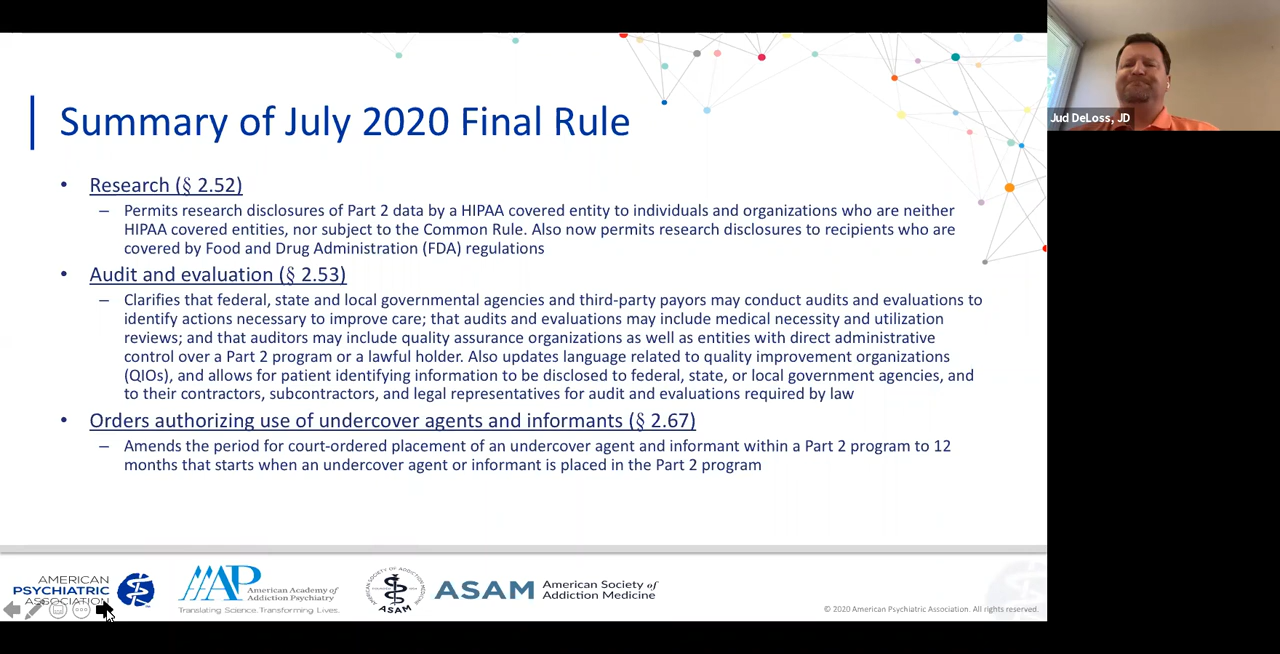 Summary of July 2020 Final Rule
• Research (§ 2.52)
– Permits research disclosures of Part 2 data by a HIPAA covered entity to individuals and organizations who are neither
HIPAA covered entities, nor subject to the Common Rule. Also now permits research disclosures to recipients who are
covered by Food and Drug Administration (FDA) regulations
• Audit and evaluation (§ 2.53)
– Clarifies that federal, state and local governmental agencies and third-party payors may conduct audits and evaluations to
identify actions necessary to improve care; that audits and evaluations may include medical necessity and utilization
reviews; and that auditors may include quality assurance organizations as well as entities with direct administrative
control over a Part 2 program or a lawful holder. Also updates language related to quality improvement organizations
(QIOs), and allows for patient identifying information to be disclosed to federal, state, or local government agencies, and
to their contractors, subcontractors, and legal representatives for audit and evaluations required by law
• Orders authorizing use of undercover agents and informants (§ 2.67)
– Amends the period for court-ordered placement of an undercover agent and informant within a Part 2 program to 12
months that starts when an undercover agent or informant is placed in the Part 2 program
Jud DeLoss, JD
AMERICAN
PSYCHIATRIC
ASSOCIATION
AAAP
American Academy of
Addiction Psychiatry
Translating Science. Transforming Lives.
AMERICAN SOCIETY OF ADDICTION MEDICINE
ASAM
ASAM
American Society of
Addiction Medicine
© 2020 American Psychiatric Association. All rights reserved.